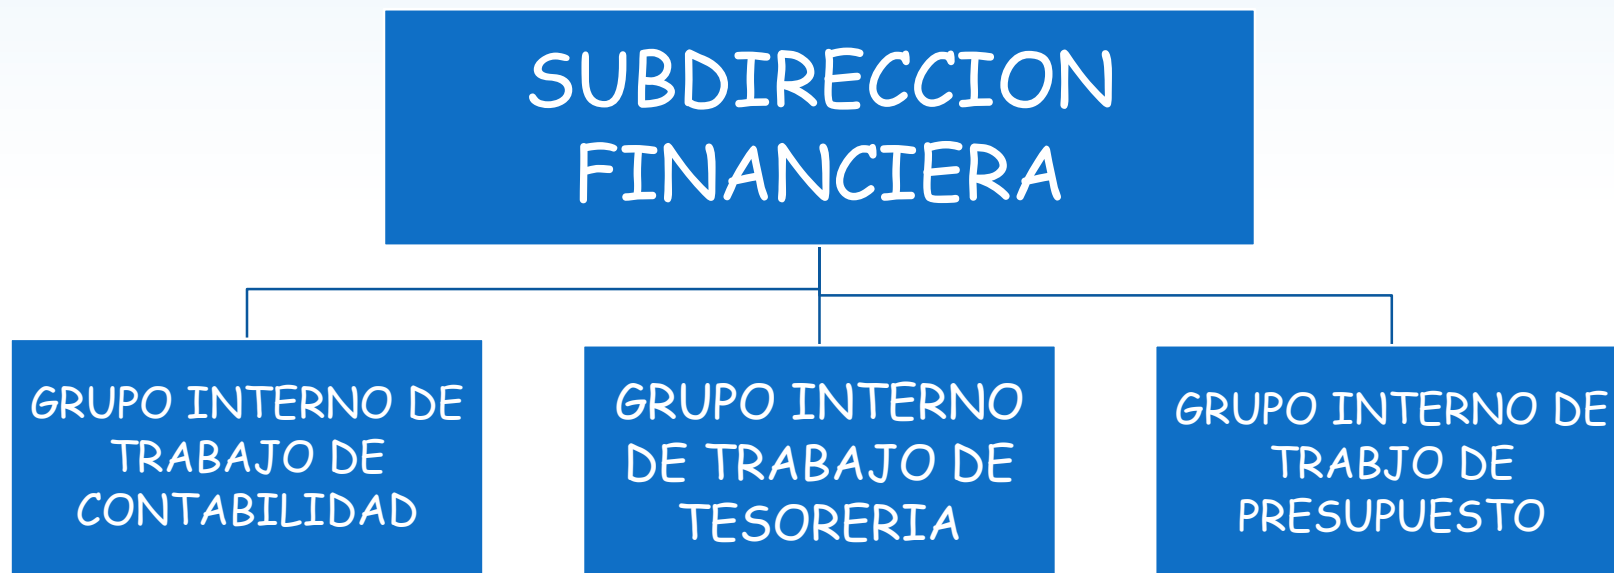 SUBDIRECCION
FINANCIERA
GRUPO INTERNO DE
TRABAJO DE
CONTABILIDAD
GRUPO INTERNO
DE TRABAJO DE
TESORERIA
GRUPO INTERNO DE
TRABJO DE
PRESUPUESTO